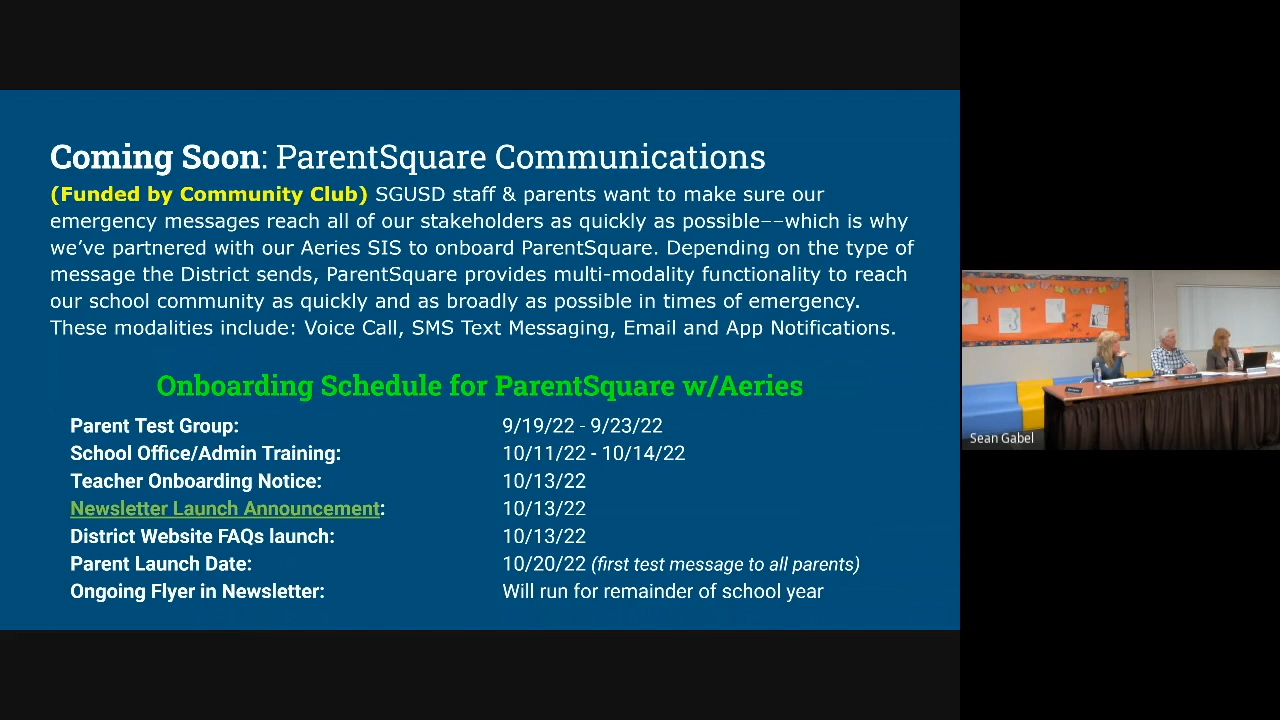 Coming Soon: ParentSquare Communications
(Funded by Community Club) SGUSD staff & parents want to make sure our
emergency messages reach all of our stakeholders as quickly as possible––which is why
we’ve partnered with our Aeries SIS to onboard ParentSquare. Depending on the type of
message the District sends, ParentSquare provides multi-modality functionality to reach
our school community as quickly and as broadly as possible in times of emergency.
These modalities include: Voice Call, SMS Text Messaging, Email and App Notifications.
Onboarding Schedule for ParentSquare w/Aeries
Parent Test Group: 9/19/22 - 9/23/22
School Office/Admin Training: 10/11/22 - 10/14/22
Teacher Onboarding Notice: 10/13/22
Newsletter Launch Announcement: 10/13/22
District Website FAQs launch: 10/13/22
Parent Launch Date: 10/20/22 (first test message to all parents)
Ongoing Flyer in Newsletter: Will run for remainder of school year
Sean Gabel